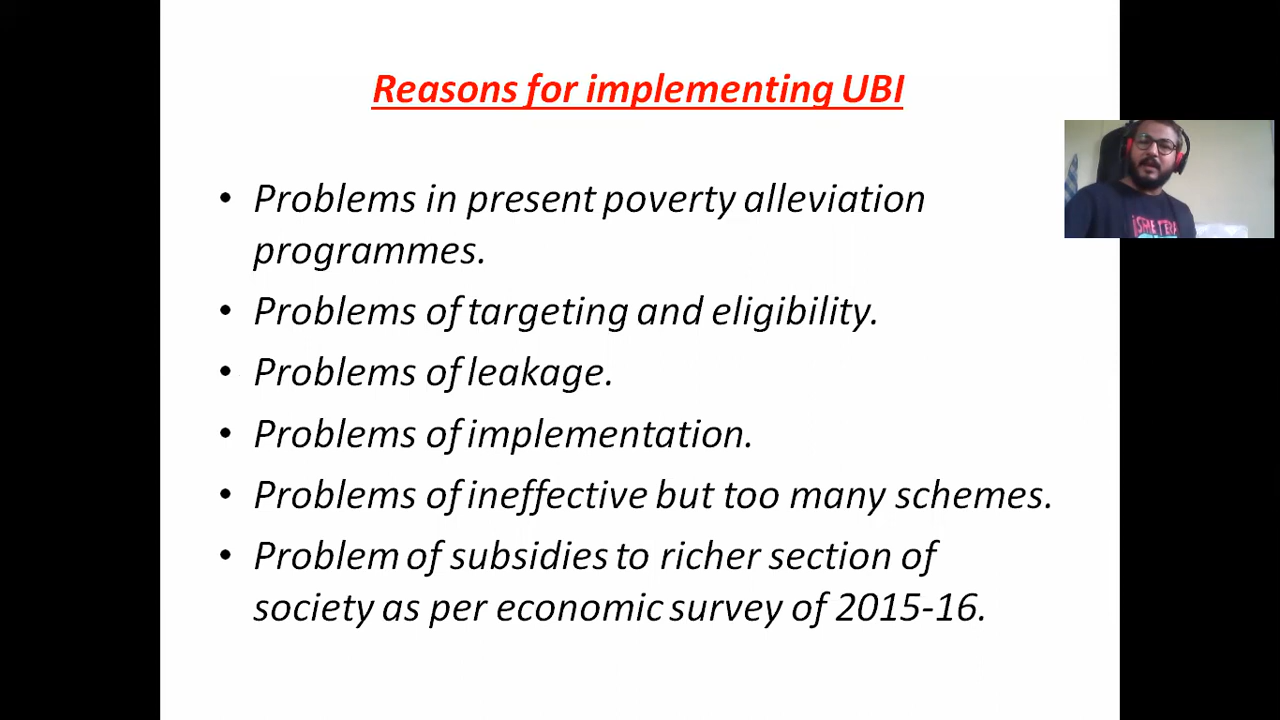 Reasons for implementing UBI
• Problems in present poverty alleviation
programmes.
• Problems of targeting and eligibility.
• Problems of leakage.
• Problems of implementation.
• Problems of ineffective but too many schemes.
• Problem of subsidies to richer section of
society as per economic survey of 2015-16.